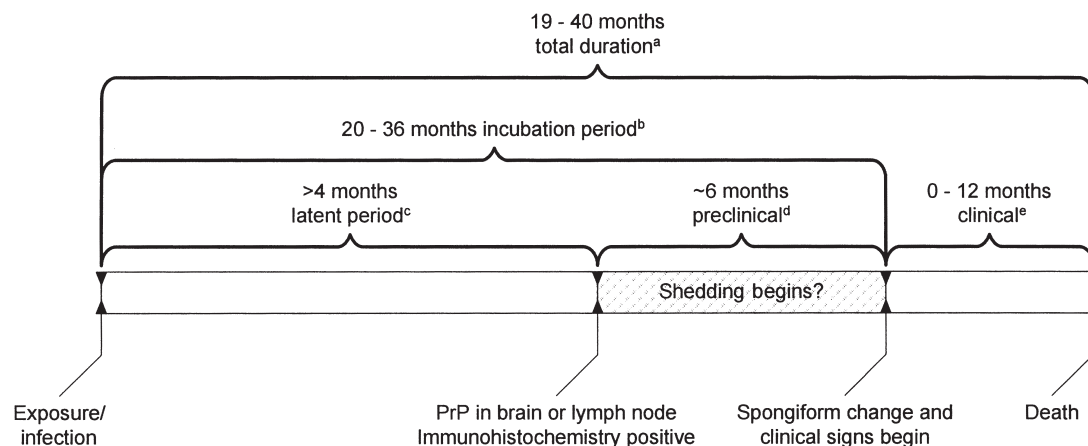 19 - 40 months
total durationᵃ
20 - 36 months incubation periodᵇ
>4 months
latent periodᶜ
~6 months
preclinicalᵈ
0 - 12 months
clinicalᵉ
Shedding begins?
Exposure/
infection
PrP in brain or lymph node
Immunohistochemistry positive
Spongiform change and
clinical signs begin
Death